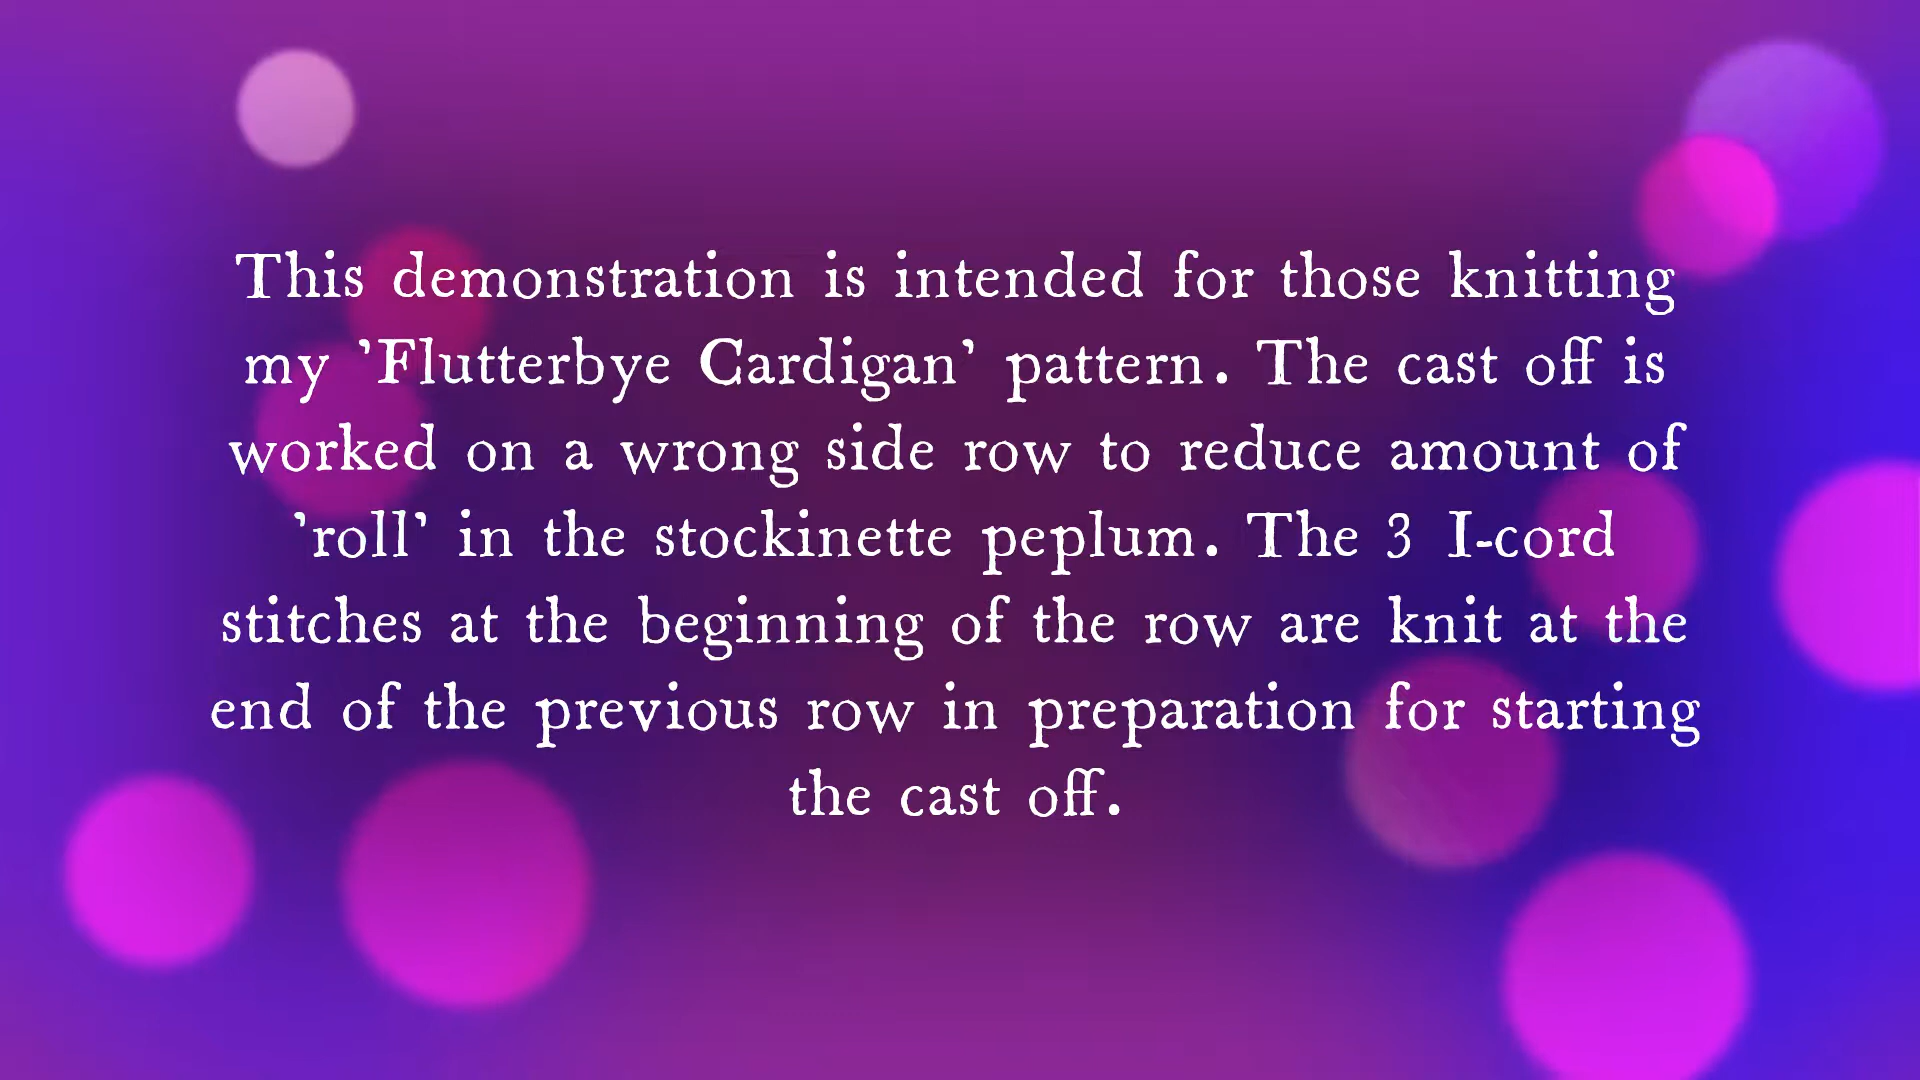 This demonstration is intended for those knitting
my 'Flutterbye Cardigan' pattern. The cast off is
worked on a wrong side row to reduce amount of
'roll' in the stockinette peplum. The 3 I-cord
stitches at the beginning of the row are knit at the
end of the previous row in preparation for starting
the cast off.